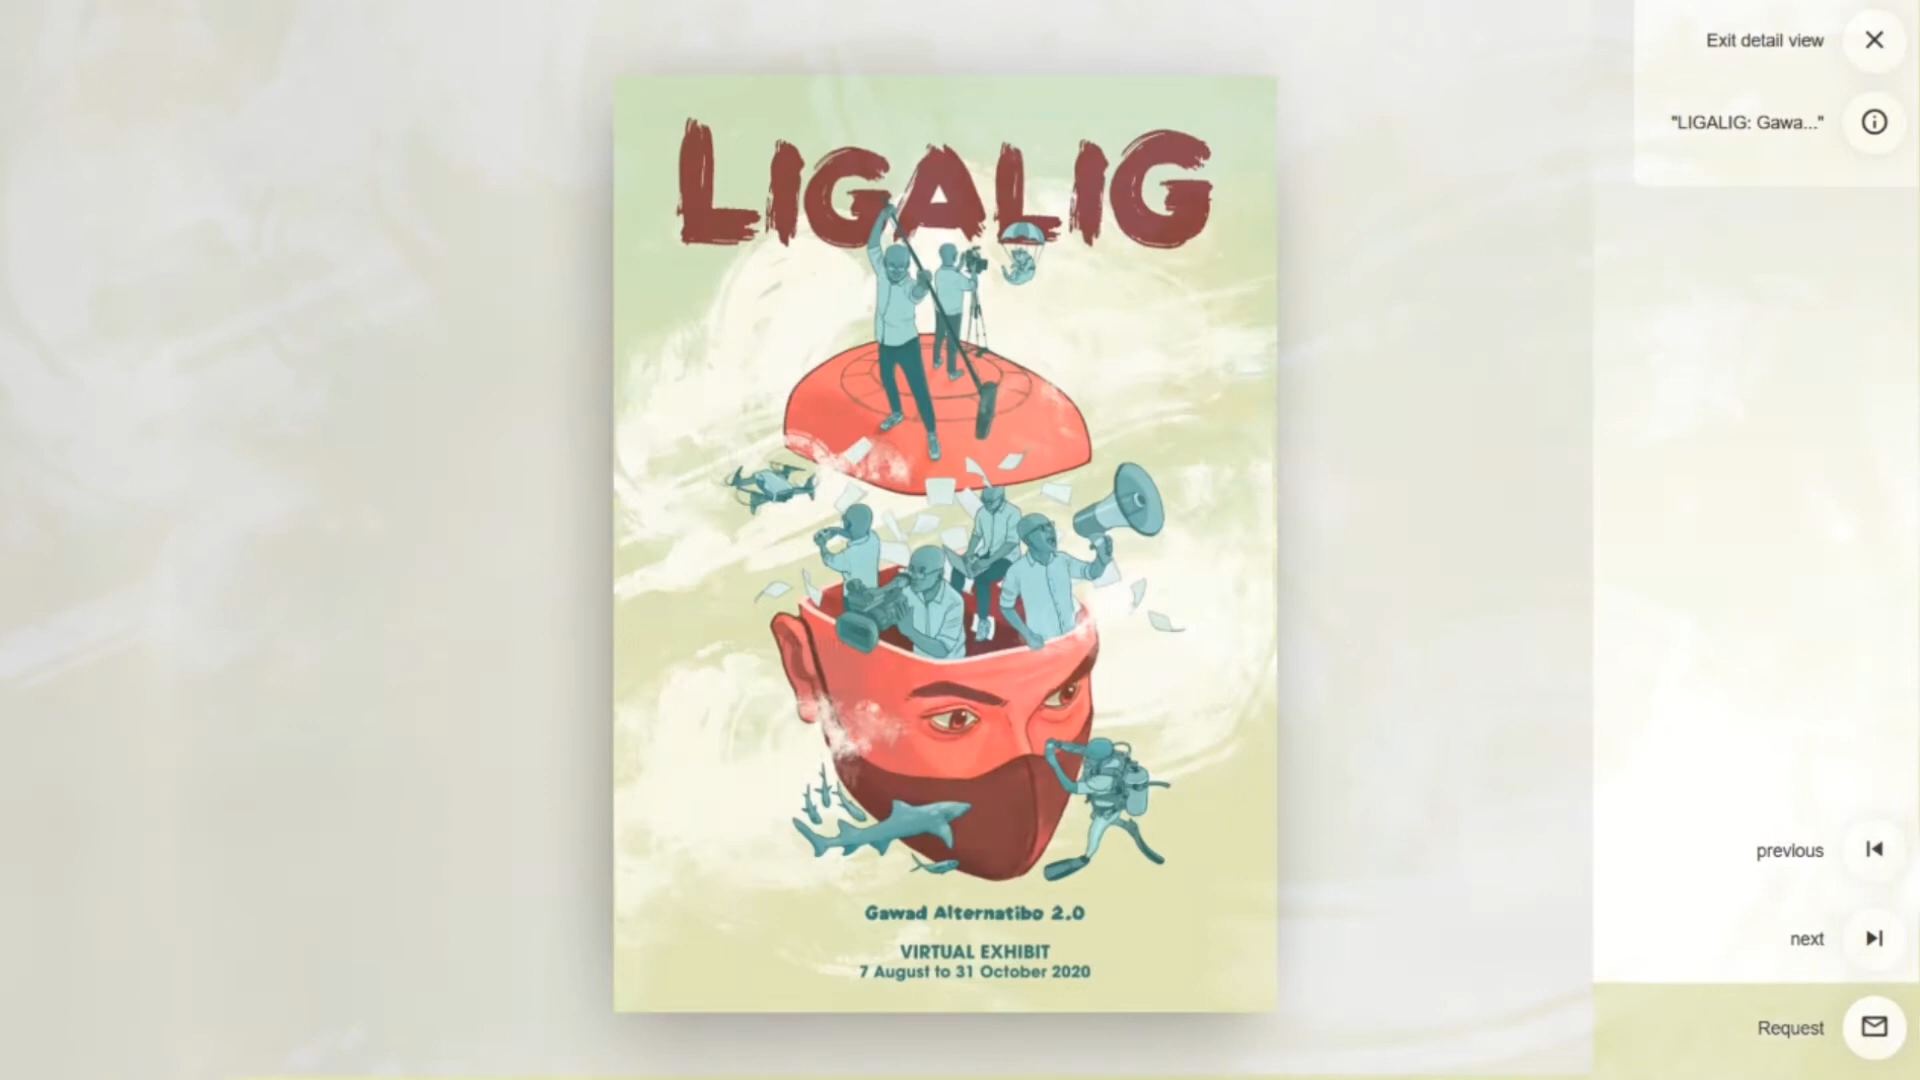 Exit detail view
"LIGALIG: Gawa..."
LIGALIG
Gawad Alternatibo 2.0
VIRTUAL EXHIBIT
7 August to 31 October 2020
previous
next
Request